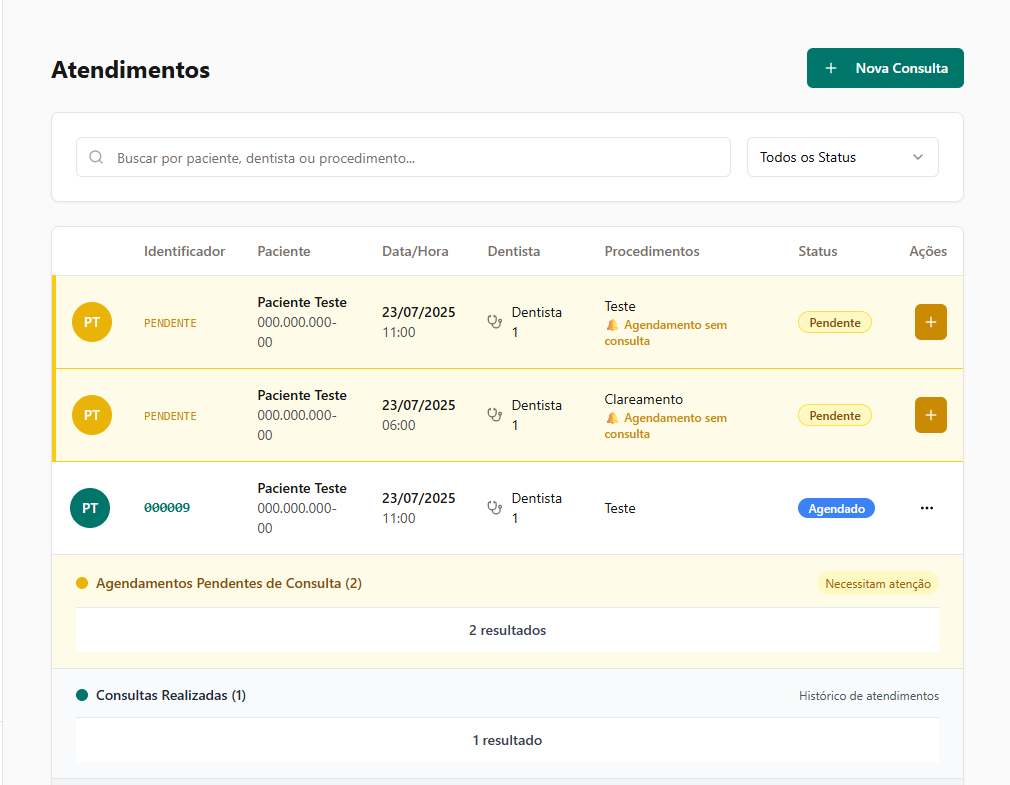 Atendimentos
+ Nova Consulta
Buscar por paciente, dentista ou procedimento...
Todos os Status
Identificador Paciente Data/Hora Dentista Procedimentos Status Ações
PT PENDENTE Paciente Teste 23/07/2025 Dentista Teste Pendente +
000.000.000- 11:00 1 Agendamento sem
00 consulta
PT PENDENTE Paciente Teste 23/07/2025 Dentista Clareamento Pendente +
000.000.000- 06:00 1 Agendamento sem
00 consulta
PT 000009 Paciente Teste 23/07/2025 Dentista Teste Agendado ...
000.000.000- 11:00 1
00
Agendamentos Pendentes de Consulta (2) Necessitam atenção
2 resultados
Consultas Realizadas (1) Histórico de atendimentos
1 resultado